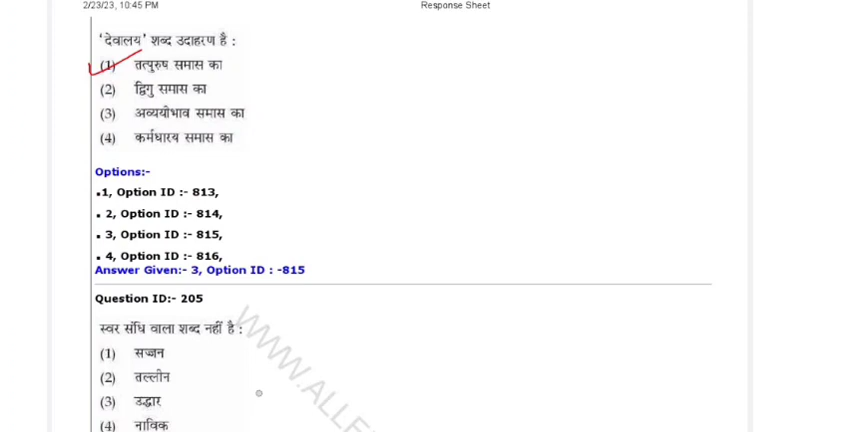 2/23/23, 10:45 PM Response Sheet
'देवालय' शब्द उदाहरण है :
(1) तत्पुरुष समास का
(2) द्विगु समास का
(3) अव्ययीभाव समास का
(4) कर्मधारय समास का
Options:-
.1, Option ID :- 813,
. 2, Option ID :- 814,
. 3, Option ID :- 815,
. 4, Option ID :- 816,
Answer Given:- 3, Option ID : -815
Question ID:- 205
स्वर संधि वाला शब्द नहीं है :
(1) सज्जन
(2) तल्लीन
(3) उद्धार
(4) नाविक